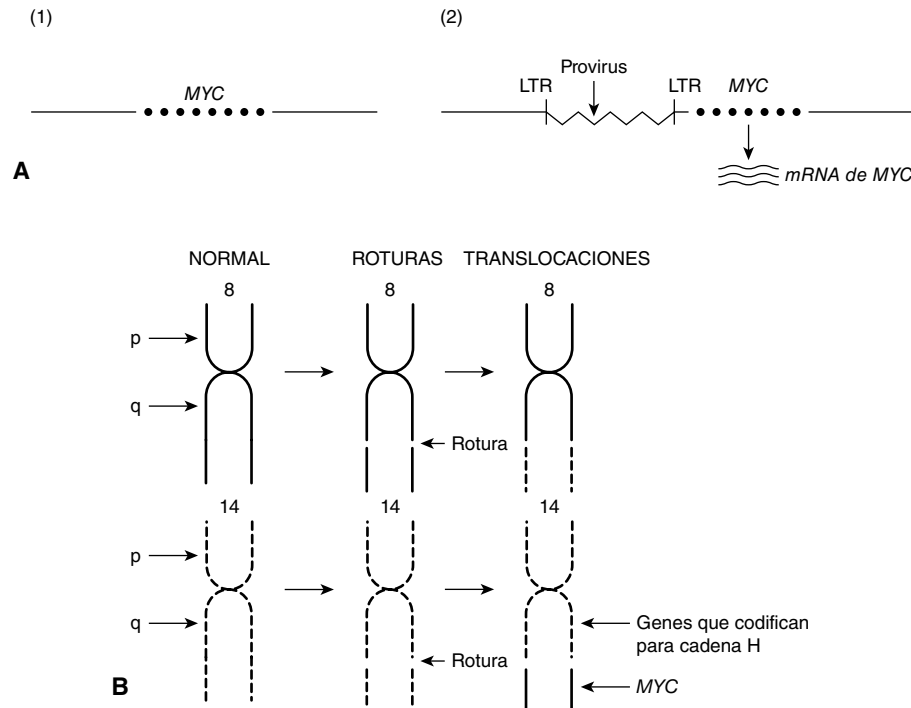 (1)
(2)
MYC
Provirus
LTR
LTR
MYC
mRNA de MYC
A
NORMAL
ROTURAS
TRANSLOCACIONES
8
8
8
p
q
Rotura
14
14
14
p
q
Rotura
Genes que codifican
para cadena H
MYC
B